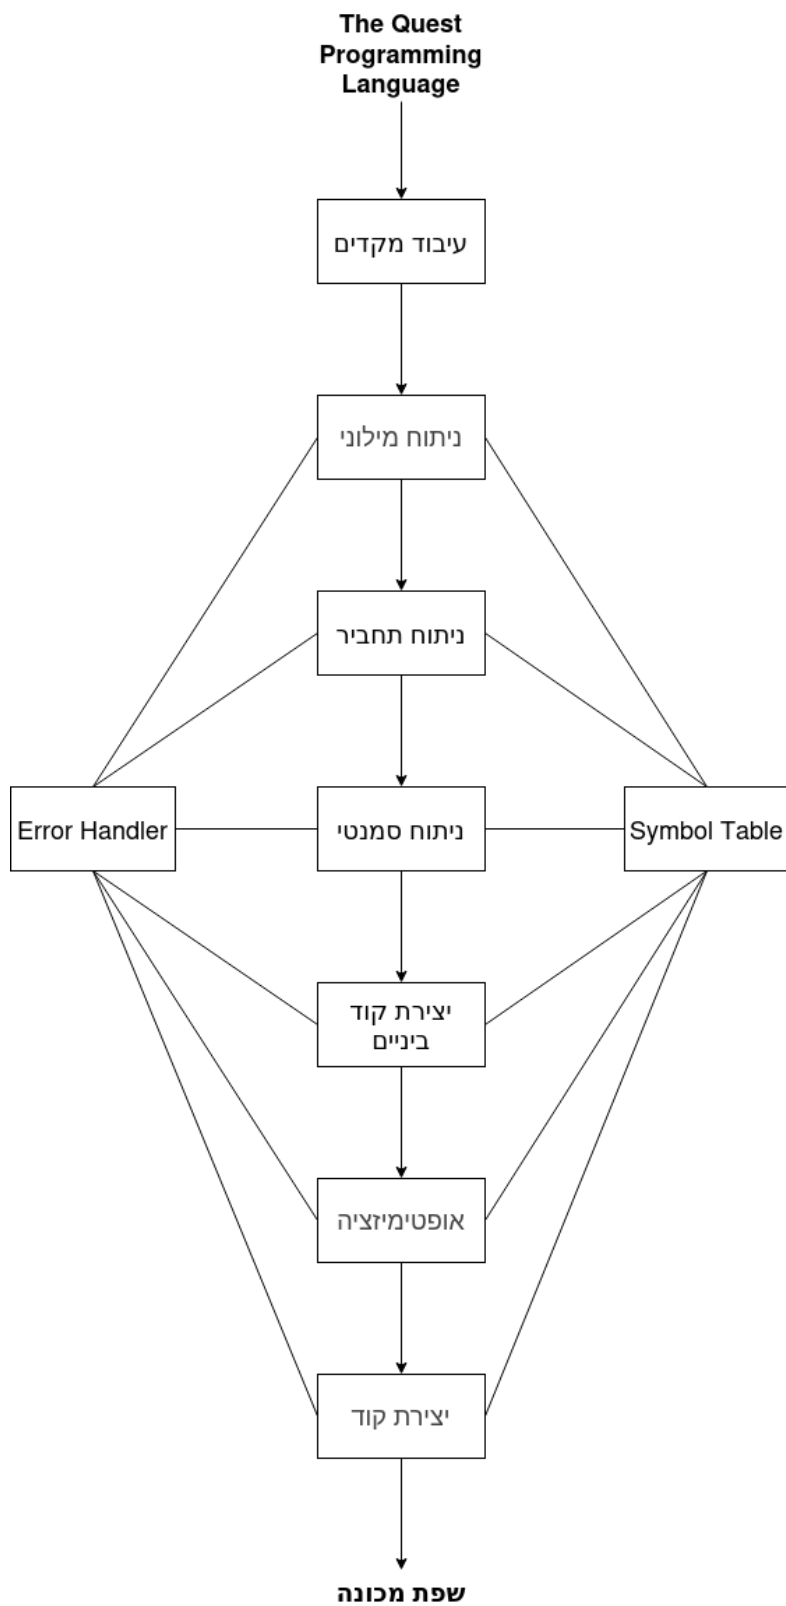 The Quest
Programming
Language
עיבוד מקדים
ניתוח מילוני
ניתוח תחביר
Error Handler
ניתוח סמנטי
Symbol Table
יצירת קוד
ביניים
אופטימיזציה
יצירת קוד
שפת מכונה